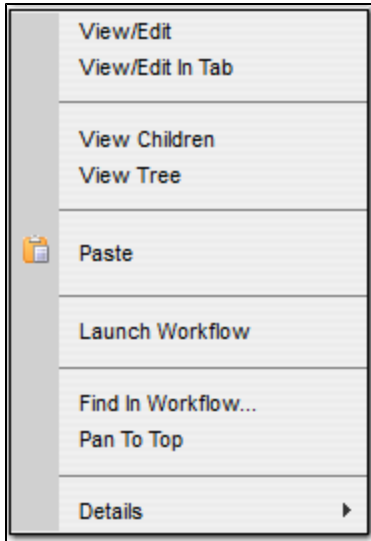 View/Edit
View/Edit In Tab
View Children
View Tree
Paste
Launch Workflow
Find In Workflow...
Pan To Top
Details